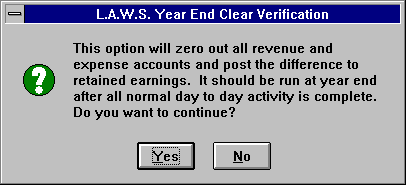 L.A.W.S. Year End Clear Verification
This option will zero out all revenue and
expense accounts and post the difference to
retained earnings.  It should be run at year end
after all normal day to day activity is complete.
Do you want to continue?
?
Yes
No